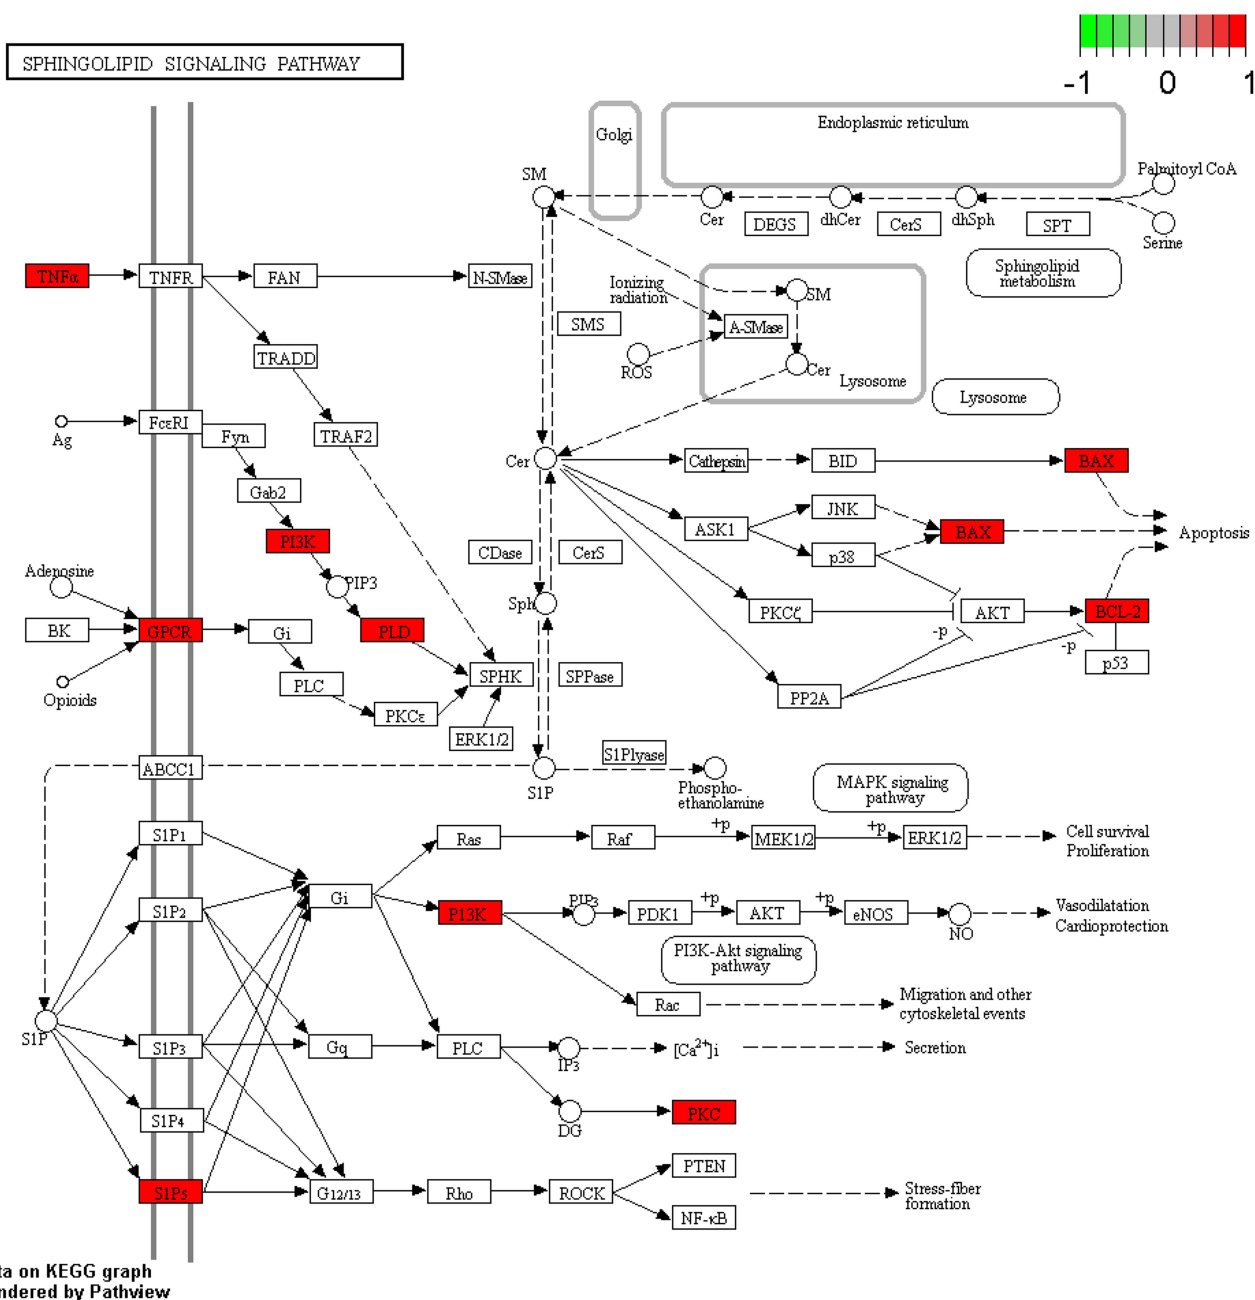 SPHINGOLIPID SIGNALING PATHWAY
-1 0 1
Golgi
Endoplasmic reticulum
SM
Palmitoyl CoA
Cer
DEGS
dhCer
CerS
dhSph
SPT
Serine
Sphingolipid
metabolism
TNFα
TNFR
FAN
N-SMase
Ionizing
radiation
SM
SMS
A-SMase
ROS
Cer
Lysosome
Lysosome
TRADD
Ag
FcεRI
Fyn
TRAF2
Cer
Cathepsin
BID
BAX
Gab2
JNK
ASK1
BAX
Apoptosis
PI3K
CDase
CerS
p38
Adenosine
PIP3
Sph
PKCζ
AKT
BCL-2
BK
GPCR
Gi
PLD
-p
-p
p53
Opioids
PLC
SPHK
SPPase
PP2A
PKCε
ERK1/2
ABCC1
S1Plyase
S1P
Phospho-
ethanolamine
MAPK signaling
pathway
S1P1
Ras
Raf
+p
MEK1/2
+p
ERK1/2
Cell survival
Proliferation
Gi
S1P2
P13K
PIP3
PDK1
+p
AKT
+p
eNOS
NO
Vasodilatation
Cardioprotection
PI3K-Akt signaling
pathway
Rac
Migration and other
cytoskeletal events
S1P
S1P3
Gq
PLC
IP3
[Ca2+]i
Secretion
S1P4
DG
PKC
S1P5
G12/13
Rho
ROCK
PTEN
NF-κB
Stress-fiber
formation
ta on KEGG graph
ndered by Pathview